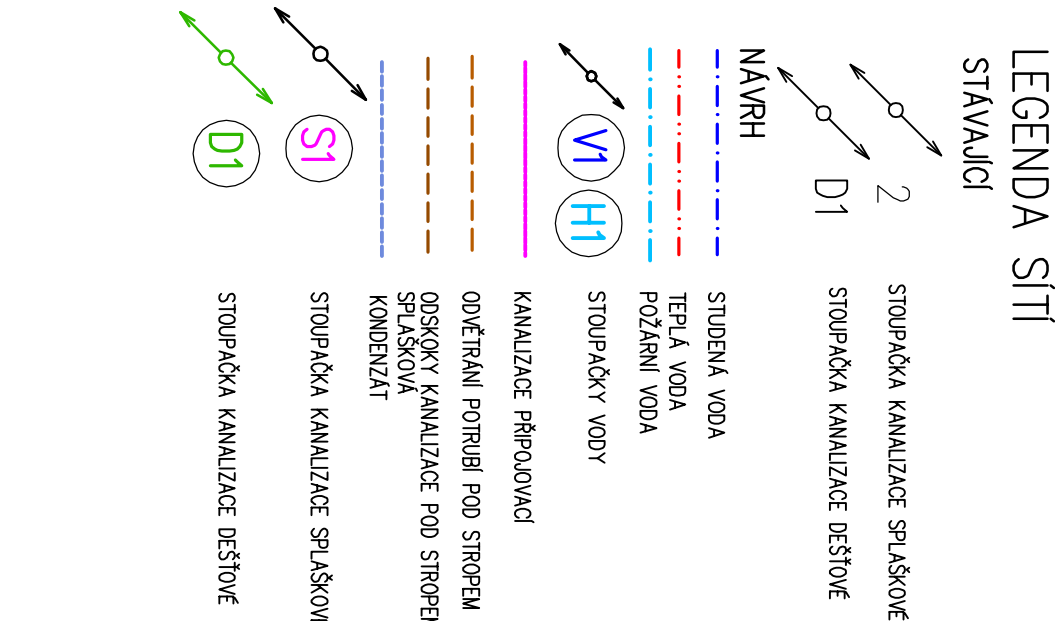 LEGENDA SÍTÍ
STÁVAJÍCÍ
2 STOUPAČKA KANALIZACE SPLAŠKOVÉ
D1 STOUPAČKA KANALIZACE DEŠŤOVÉ
NÁVRH
STUDENÁ VODA
TEPLÁ VODA
POŽÁRNÍ VODA
V1 H1 STOUPAČKY VODY
KANALIZACE PŘIPOJOVACÍ
ODVĚTRÁNÍ POTRUBÍ POD STROPEM
ODSKOKY KANALIZACE POD STROPEM
SPLAŠKOVÁ
KONDENZÁT
S1 STOUPAČKA KANALIZACE SPLAŠKOVÉ
D1 STOUPAČKA KANALIZACE DEŠŤOVÉ